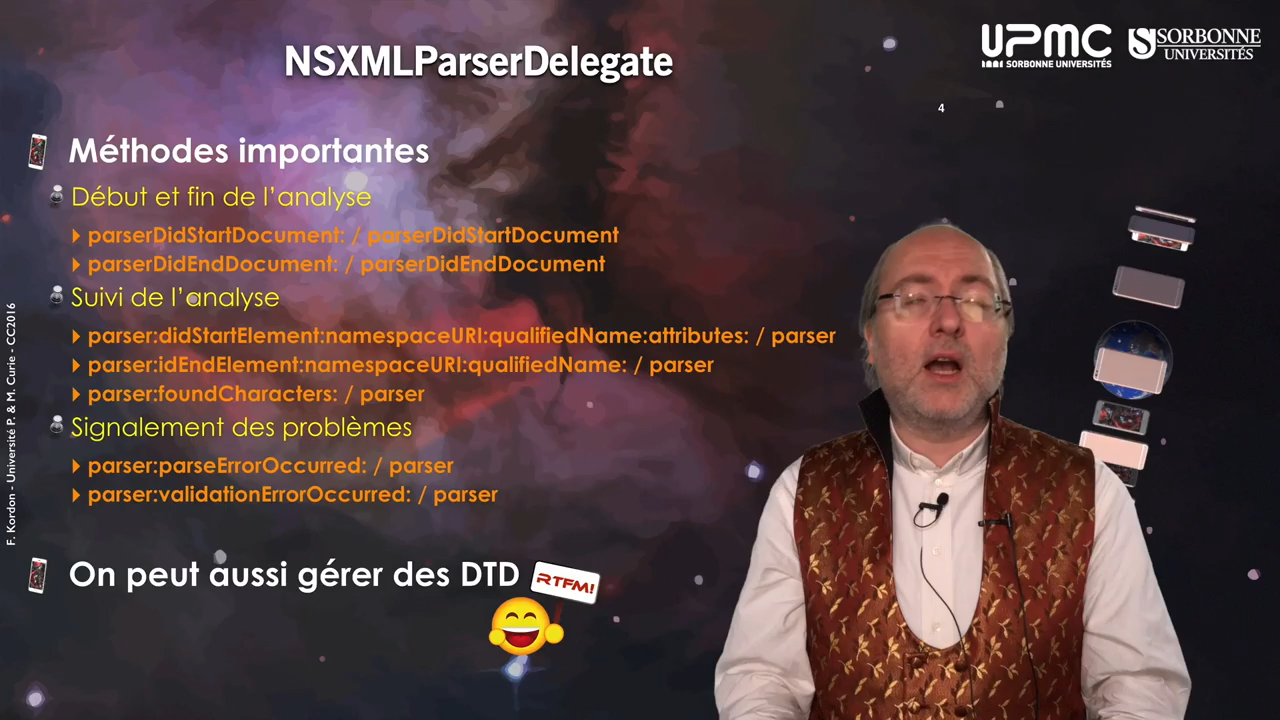 NSXMLParserDelegate
UPMC
SORBONNE UNIVERSITÉS
SORBONNE
UNIVERSITÉS
4
Méthodes importantes
Début et fin de l’analyse
parserDidStartDocument: / parserDidStartDocument
parserDidEndDocument: / parserDidEndDocument
Suivi de l’analyse
parser:didStartElement:namespaceURI:qualifiedName:attributes: / parser
parser:idEndElement:namespaceURI:qualifiedName: / parser
parser:foundCharacters: / parser
Signalement des problèmes
parser:parseErrorOccurred: / parser
parser:validationErrorOccurred: / parser
On peut aussi gérer des DTD
RTFM!
F. Kordon - Université P. & M. Curie - CC2016